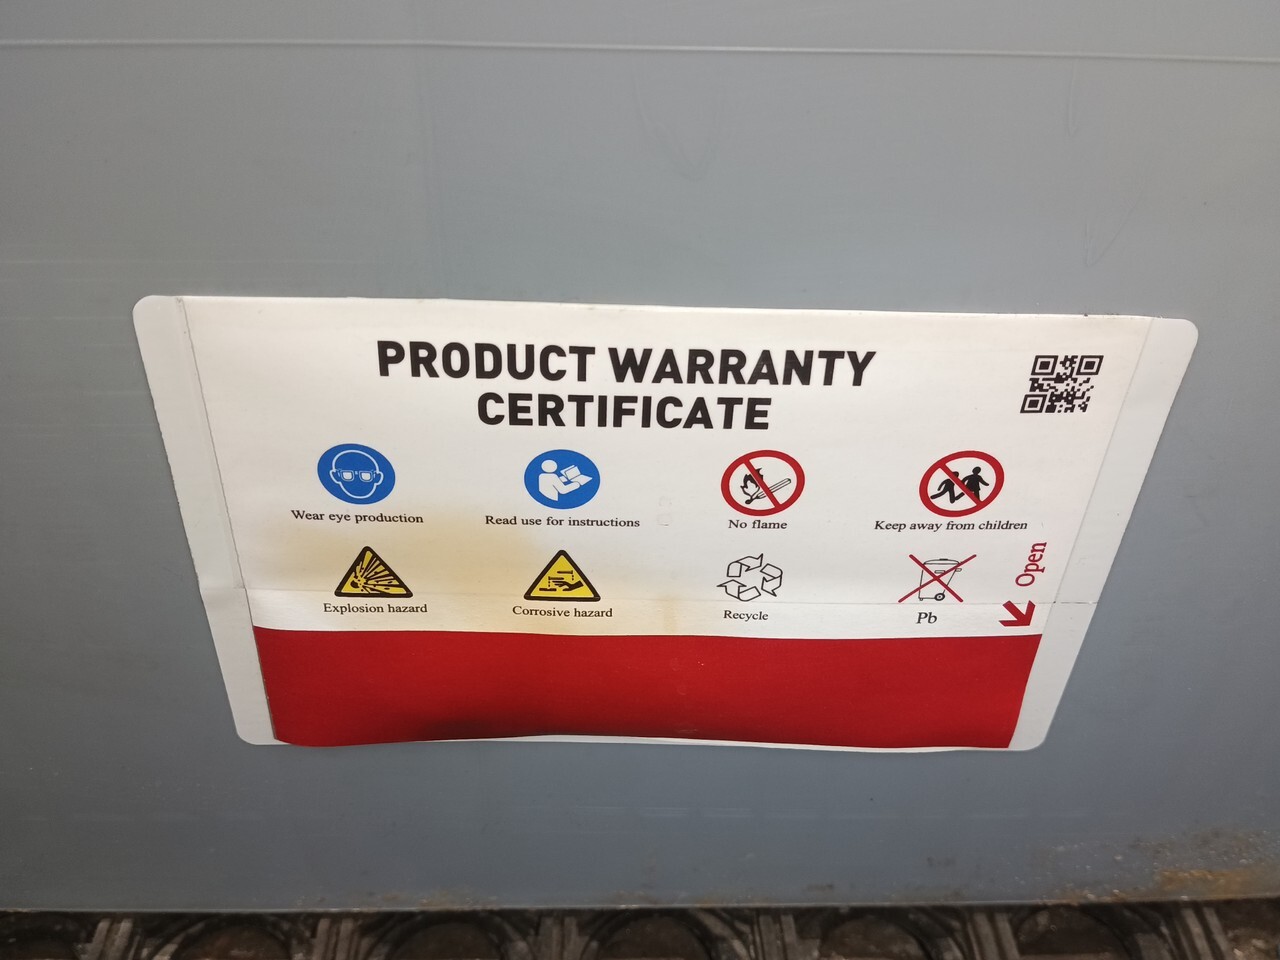 PRODUCT WARRANTY
CERTIFICATE
Wear eye production
Read use for instructions
No flame
Keep away from children
Explosion hazard
Corrosive hazard
Recycle
Pb
Open